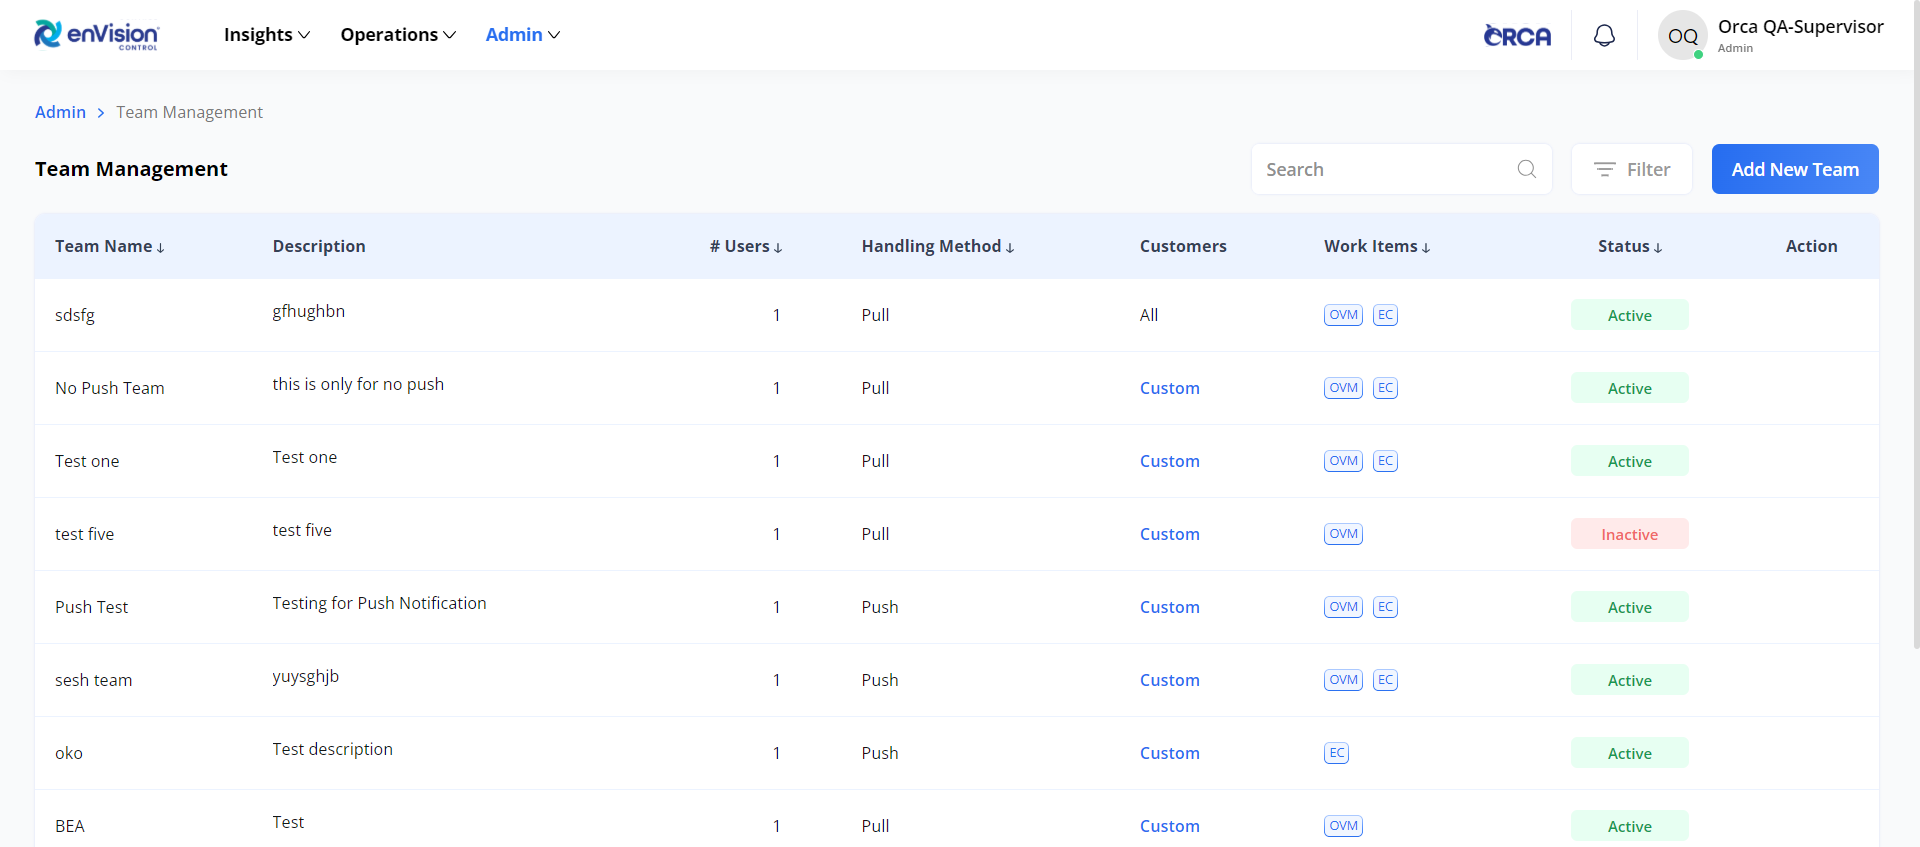 enVision CONTROL Insights Operations Admin ORCA OQ Orca QA-Supervisor
Admin
Admin > Team Management
Team Management Search Filter Add New Team
Team Name ↓ Description # Users ↓ Handling Method ↓ Customers Work Items ↓ Status ↓ Action
sdsfg gfhughbn 1 Pull All OVM EC Active
No Push Team this is only for no push 1 Pull Custom OVM EC Active
Test one Test one 1 Pull Custom OVM EC Active
test five test five 1 Pull Custom OVM Inactive
Push Test Testing for Push Notification 1 Push Custom OVM EC Active
sesh team yuysghjb 1 Push Custom OVM EC Active
oko Test description 1 Push Custom EC Active
BEA Test 1 Pull Custom OVM Active